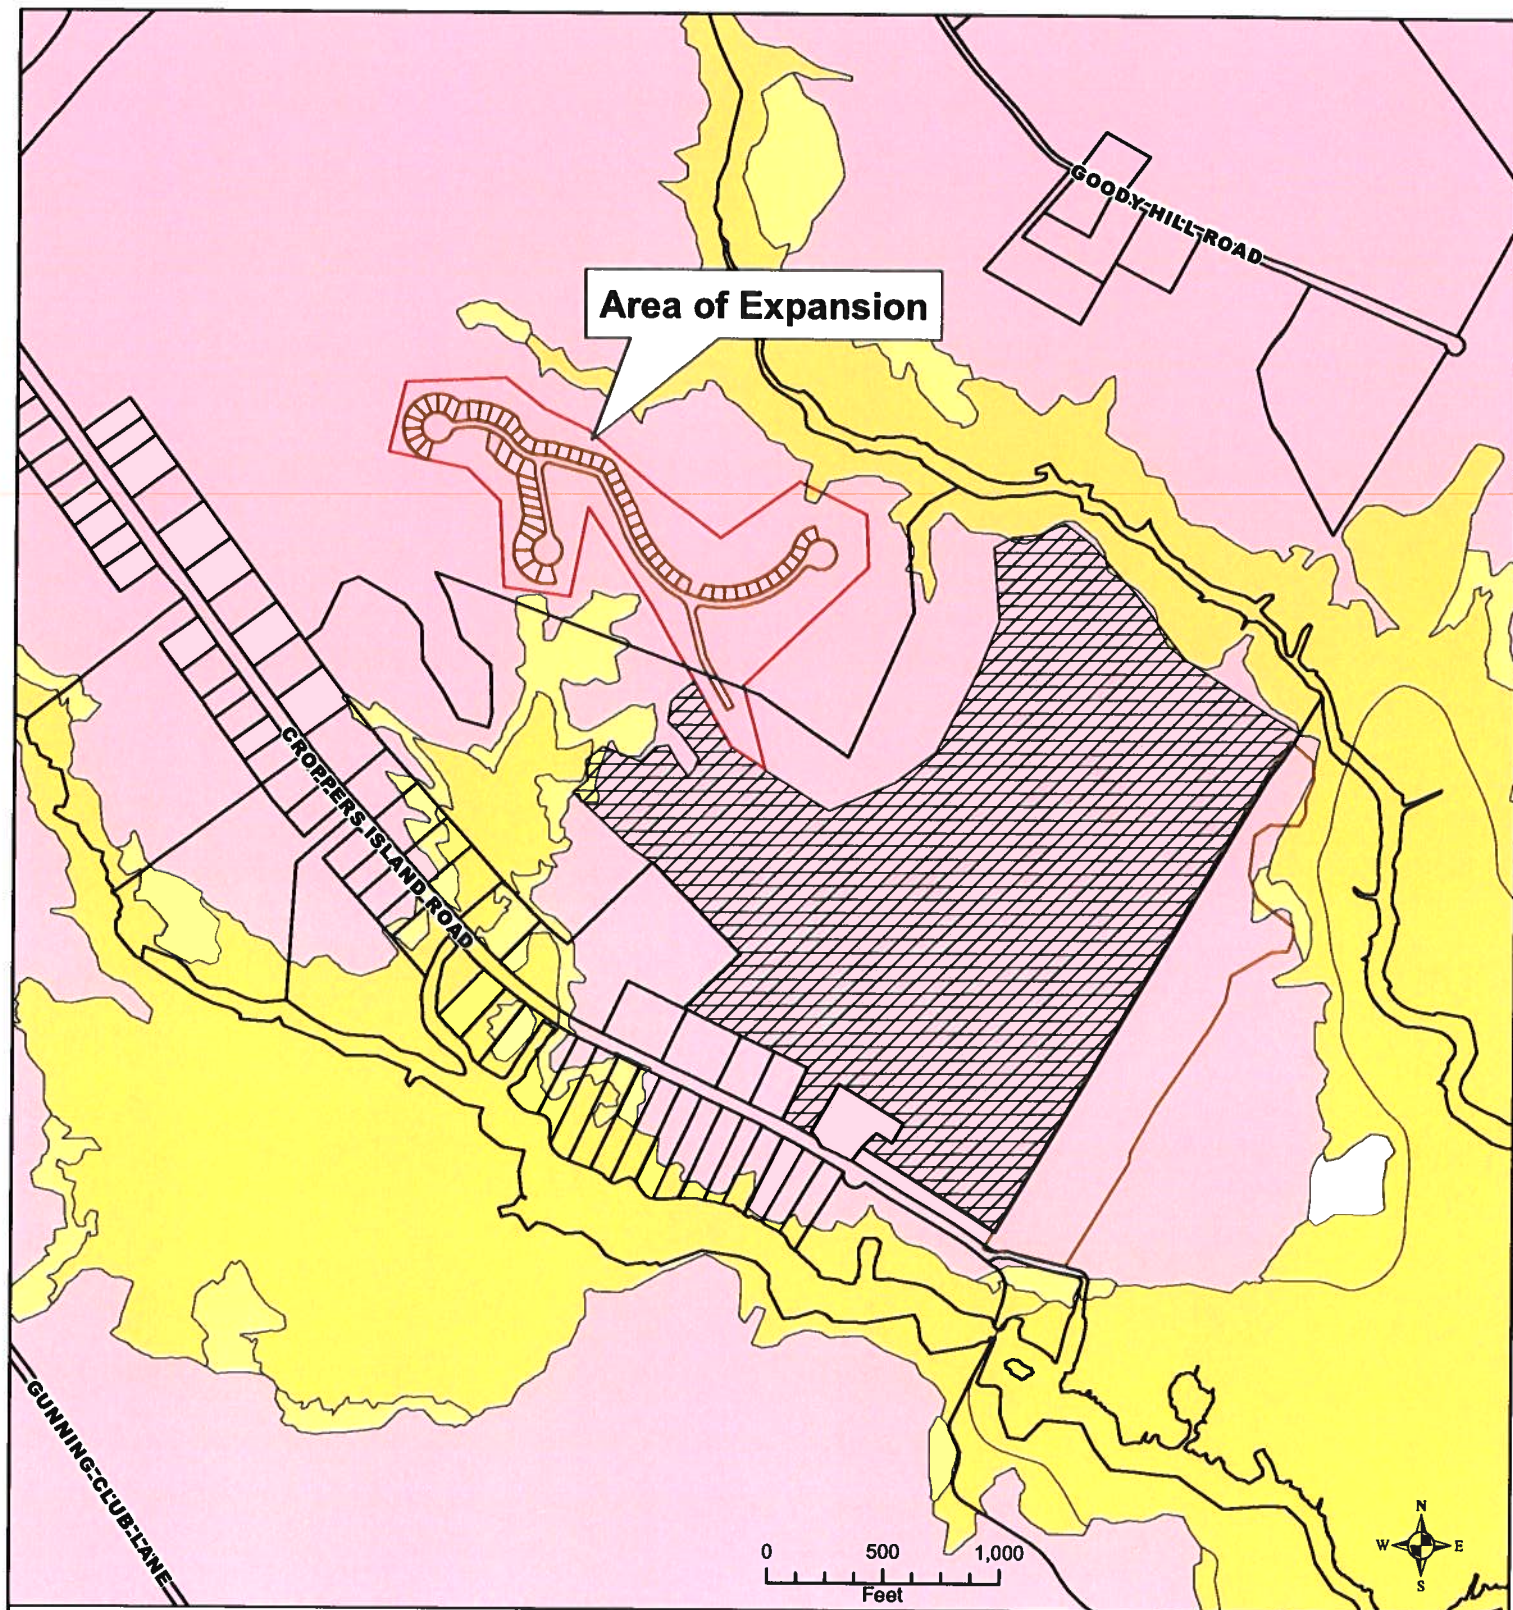 GOODY HILL ROAD
Area of Expansion
CROPPERS ISLAND ROAD
GUNNING CLUB LANE
0 500 1,000
Feet
N
W E
S